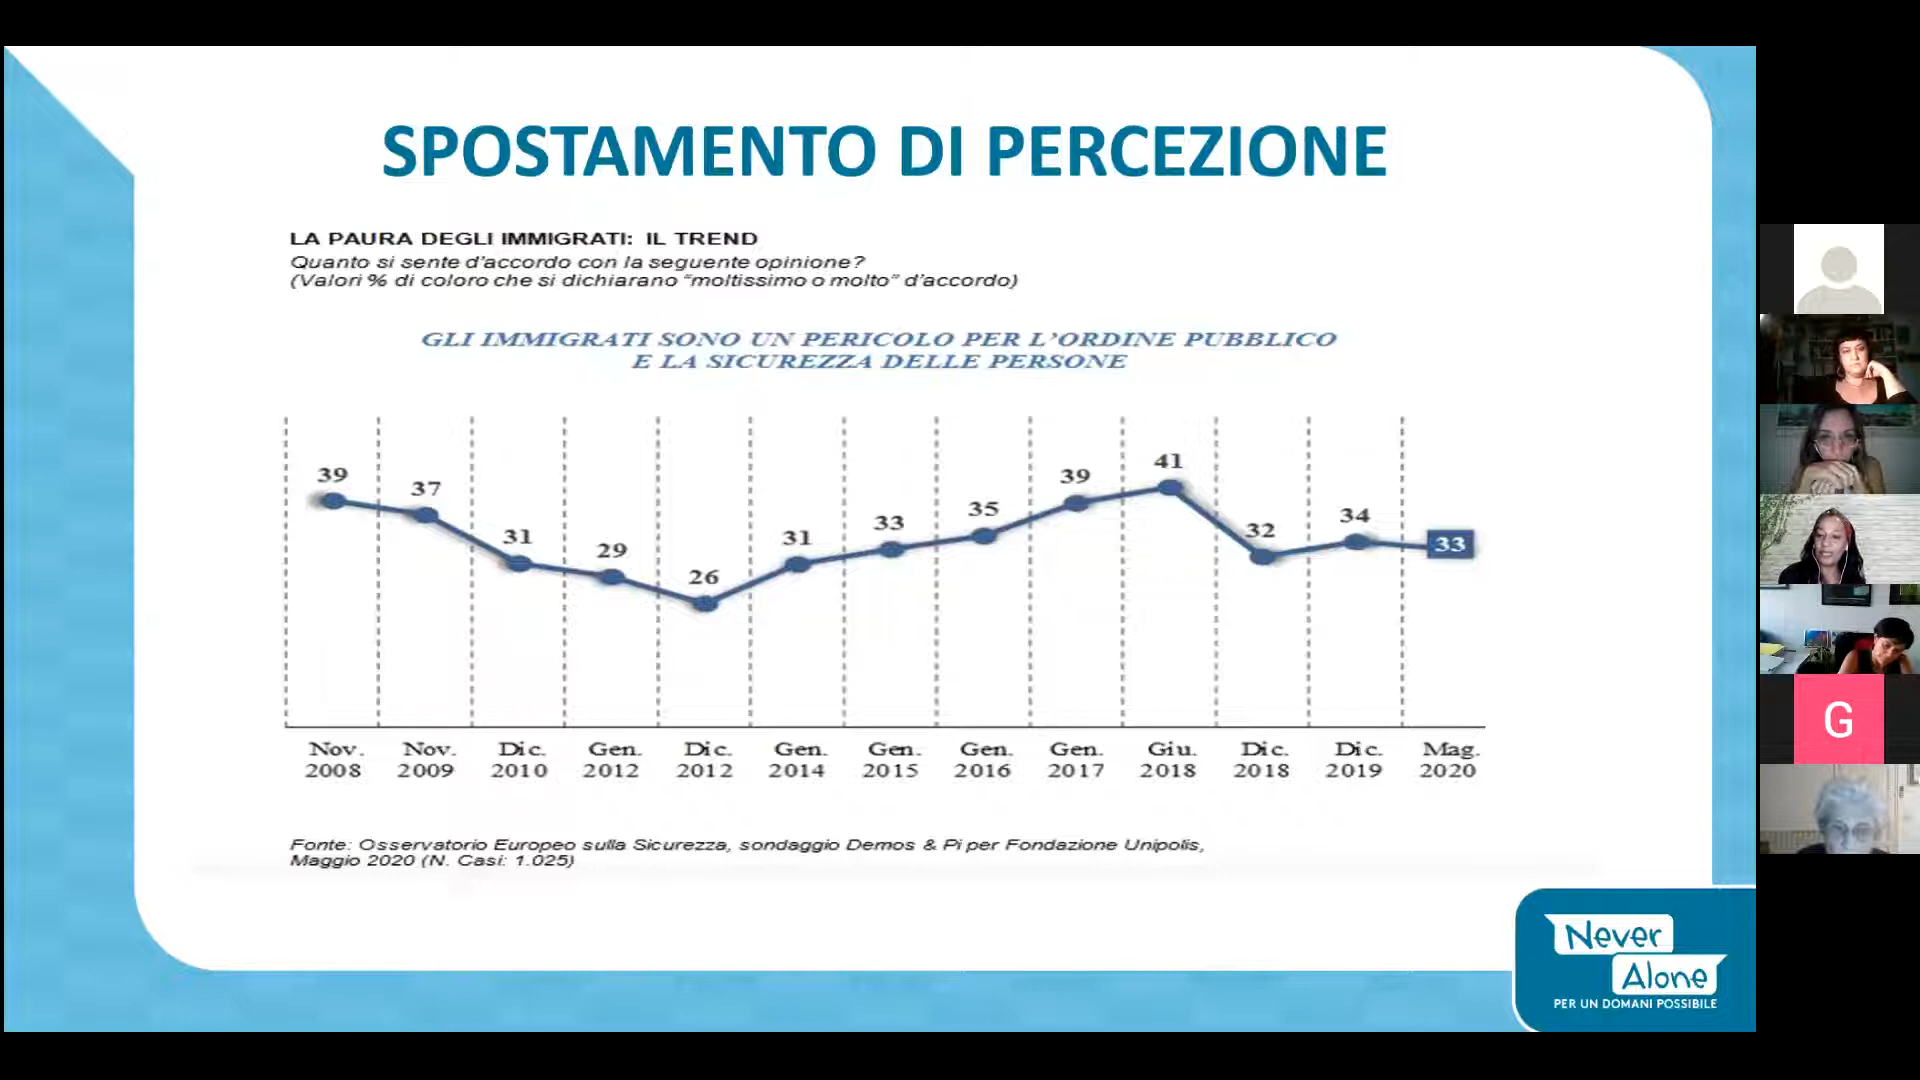 SPOSTAMENTO DI PERCEZIONE
LA PAURA DEGLI IMMIGRATI: IL TREND
Quanto si sente d'accordo con la seguente opinione?
(Valori % di coloro che si dichiarano "moltissimo o molto" d'accordo)
GLI IMMIGRATI SONO UN PERICOLO PER L'ORDINE PUBBLICO
E LA SICUREZZA DELLE PERSONE
39 37 31 29 26 31 33 35 39 41 32 34 33
Nov. Nov. Dic. Gen. Dic. Gen. Gen. Gen. Gen. Giu. Dic. Dic. Mag.
2008 2009 2010 2012 2012 2014 2015 2016 2017 2018 2018 2019 2020
Fonte: Osservatorio Europeo sulla Sicurezza, sondaggio Demos & Pi per Fondazione Unipolis,
Maggio 2020 (N. Casi: 1.025)
Never
Alone
PER UN DOMANI POSSIBILE
G